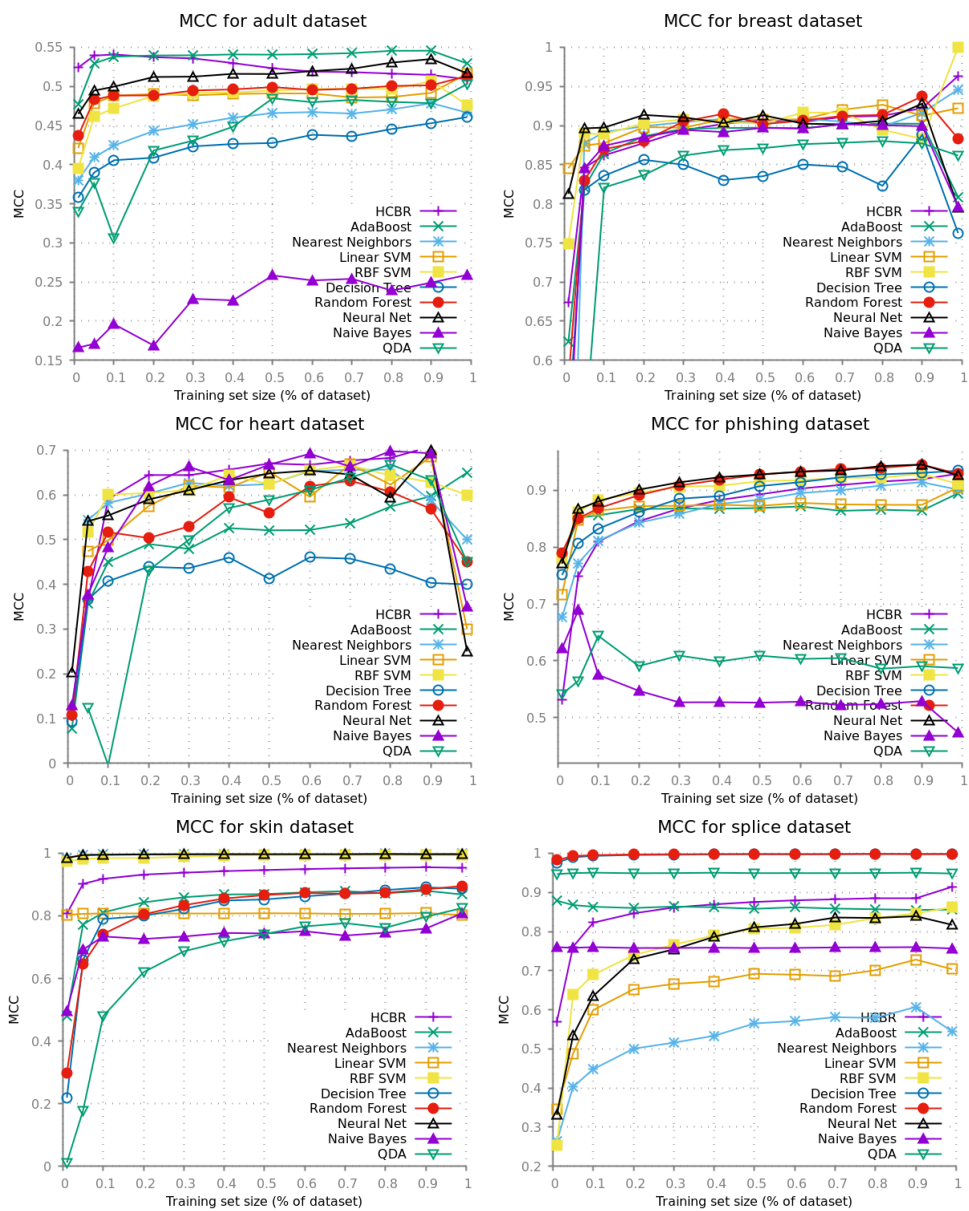 MCC for adult dataset
0.55
0.5
0.45
0.4
0.35
0.3
0.25
0.2
0.15
MCC
HCBR
AdaBoost
Nearest Neighbors
Linear SVM
RBF SVM
Decision Tree
Random Forest
Neural Net
Naive Bayes
QDA
0 0.1 0.2 0.3 0.4 0.5 0.6 0.7 0.8 0.9 1
Training set size (% of dataset)
MCC for breast dataset
1
0.95
0.9
0.85
0.8
0.75
0.7
0.65
0.6
MCC
HCBR
AdaBoost
Nearest Neighbors
Linear SVM
RBF SVM
Decision Tree
Random Forest
Neural Net
Naive Bayes
QDA
0 0.1 0.2 0.3 0.4 0.5 0.6 0.7 0.8 0.9 1
Training set size (% of dataset)
MCC for heart dataset
0.7
0.6
0.5
0.4
0.3
0.2
0.1
0
MCC
HCBR
AdaBoost
Nearest Neighbors
Linear SVM
RBF SVM
Decision Tree
Random Forest
Neural Net
Naive Bayes
QDA
0 0.1 0.2 0.3 0.4 0.5 0.6 0.7 0.8 0.9 1
Training set size (% of dataset)
MCC for phishing dataset
0.9
0.8
0.7
0.6
0.5
MCC
HCBR
AdaBoost
Nearest Neighbors
Linear SVM
RBF SVM
Decision Tree
Random Forest
Neural Net
Naive Bayes
QDA
0 0.1 0.2 0.3 0.4 0.5 0.6 0.7 0.8 0.9 1
Training set size (% of dataset)
MCC for skin dataset
1
0.8
0.6
0.4
0.2
0
MCC
HCBR
AdaBoost
Nearest Neighbors
Linear SVM
RBF SVM
Decision Tree
Random Forest
Neural Net
Naive Bayes
QDA
0 0.1 0.2 0.3 0.4 0.5 0.6 0.7 0.8 0.9 1
Training set size (% of dataset)
MCC for splice dataset
1
0.9
0.8
0.7
0.6
0.5
0.4
0.3
0.2
MCC
HCBR
AdaBoost
Nearest Neighbors
Linear SVM
RBF SVM
Decision Tree
Random Forest
Neural Net
Naive Bayes
QDA
0 0.1 0.2 0.3 0.4 0.5 0.6 0.7 0.8 0.9 1
Training set size (% of dataset)